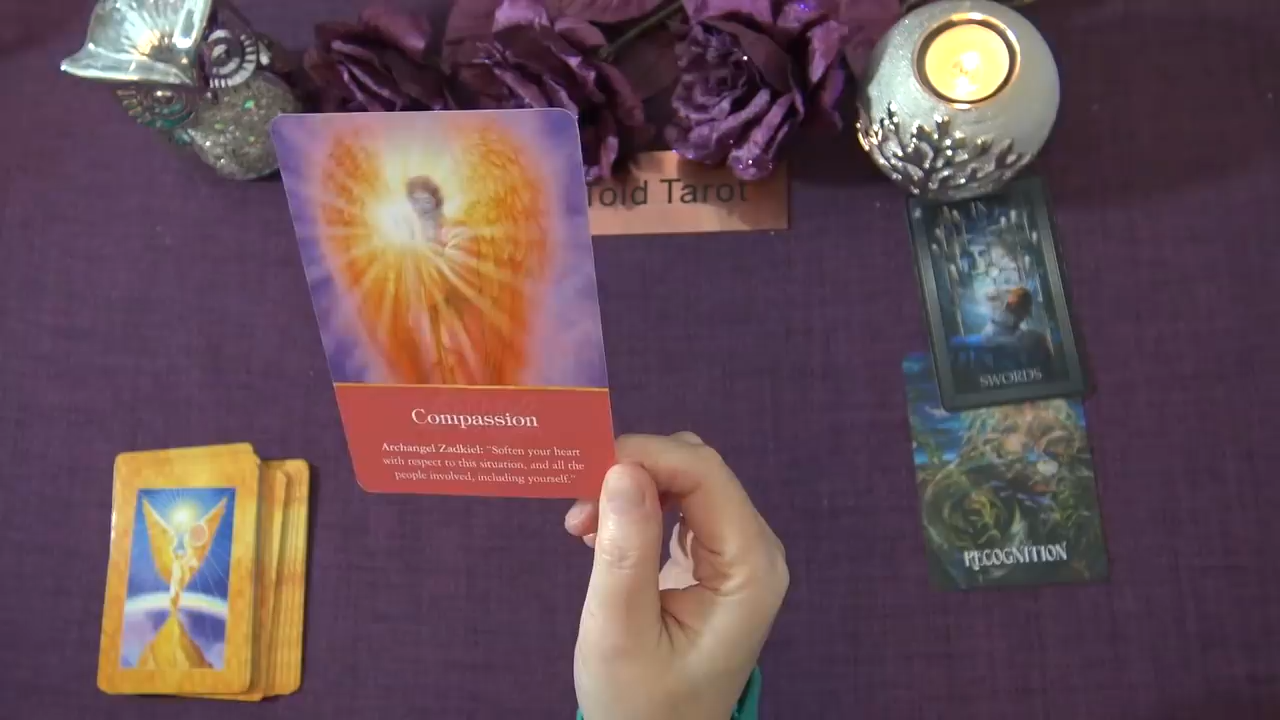 Told Tarot
SWORDS
Compassion
Archangel Zadkiel: “Soften your heart
with respect to this situation, and all the
people involved, including yourself.”
RECOGNITION